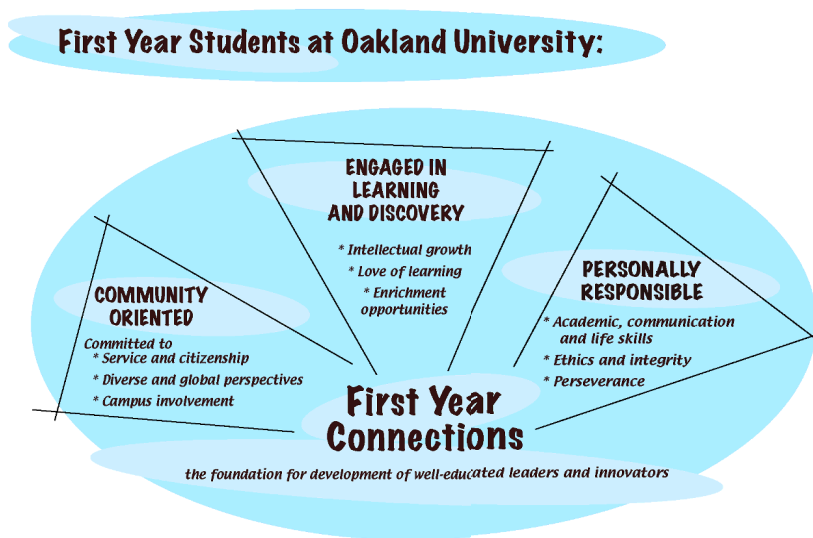 First Year Students at Oakland University:
ENGAGED IN
LEARNING
AND DISCOVERY
* Intellectual growth
* Love of learning
* Enrichment
opportunities
COMMUNITY
ORIENTED
Committed to
* Service and citizenship
* Diverse and global perspectives
* Campus involvement
PERSONALLY
RESPONSIBLE
* Academic, communication
and life skills
* Ethics and integrity
* Perseverance
First Year
Connections
the foundation for development of well-educated leaders and innovators